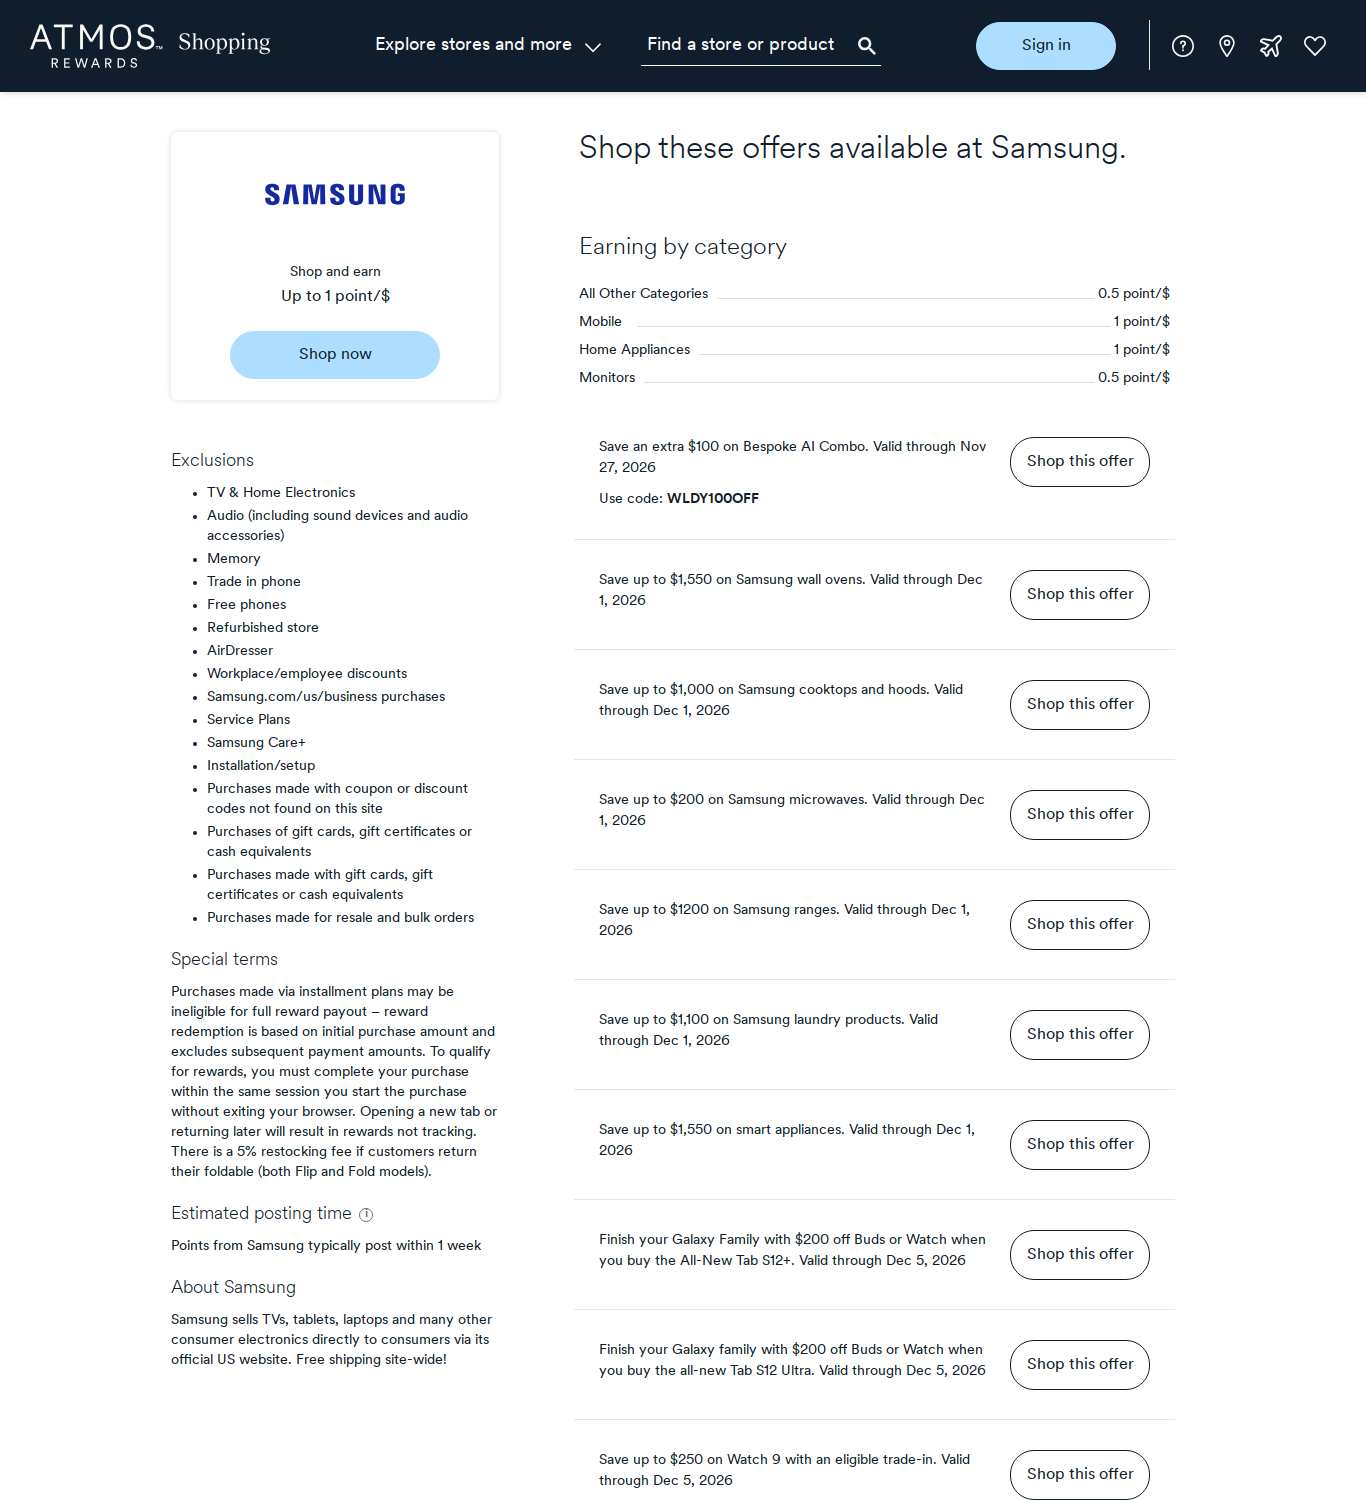 ATMOS™ Shopping
REWARDS
Explore stores and more
Find a store or product
Sign in
SAMSUNG
Shop and earn
Up to 1 point/$
Shop now
Exclusions
• TV & Home Electronics
• Audio (including sound devices and audio
accessories)
• Memory
• Trade in phone
• Free phones
• Refurbished store
• AirDresser
• Workplace/employee discounts
• Samsung.com/us/business purchases
• Service Plans
• Samsung Care+
• Installation/setup
• Purchases made with coupon or discount
codes not found on this site
• Purchases of gift cards, gift certificates or
cash equivalents
• Purchases made with gift cards, gift
certificates or cash equivalents
• Purchases made for resale and bulk orders
Special terms
Purchases made via installment plans may be
ineligible for full reward payout – reward
redemption is based on initial purchase amount and
excludes subsequent payment amounts. To qualify
for rewards, you must complete your purchase
within the same session you start the purchase
without exiting your browser. Opening a new tab or
returning later will result in rewards not tracking.
There is a 5% restocking fee if customers return
their foldable (both Flip and Fold models).
Estimated posting time
Points from Samsung typically post within 1 week
About Samsung
Samsung sells TVs, tablets, laptops and many other
consumer electronics directly to consumers via its
official US website. Free shipping site-wide!
Shop these offers available at Samsung.
Earning by category
All Other Categories 0.5 point/$
Mobile 1 point/$
Home Appliances 1 point/$
Monitors 0.5 point/$
Save an extra $100 on Bespoke AI Combo. Valid through Nov
27, 2026
Use code: WLDY100OFF
Shop this offer
Save up to $1,550 on Samsung wall ovens. Valid through Dec
1, 2026
Shop this offer
Save up to $1,000 on Samsung cooktops and hoods. Valid
through Dec 1, 2026
Shop this offer
Save up to $200 on Samsung microwaves. Valid through Dec
1, 2026
Shop this offer
Save up to $1200 on Samsung ranges. Valid through Dec 1,
2026
Shop this offer
Save up to $1,100 on Samsung laundry products. Valid
through Dec 1, 2026
Shop this offer
Save up to $1,550 on smart appliances. Valid through Dec 1,
2026
Shop this offer
Finish your Galaxy Family with $200 off Buds or Watch when
you buy the All-New Tab S12+. Valid through Dec 5, 2026
Shop this offer
Finish your Galaxy family with $200 off Buds or Watch when
you buy the all-new Tab S12 Ultra. Valid through Dec 5, 2026
Shop this offer
Save up to $250 on Watch 9 with an eligible trade-in. Valid
through Dec 5, 2026
Shop this offer